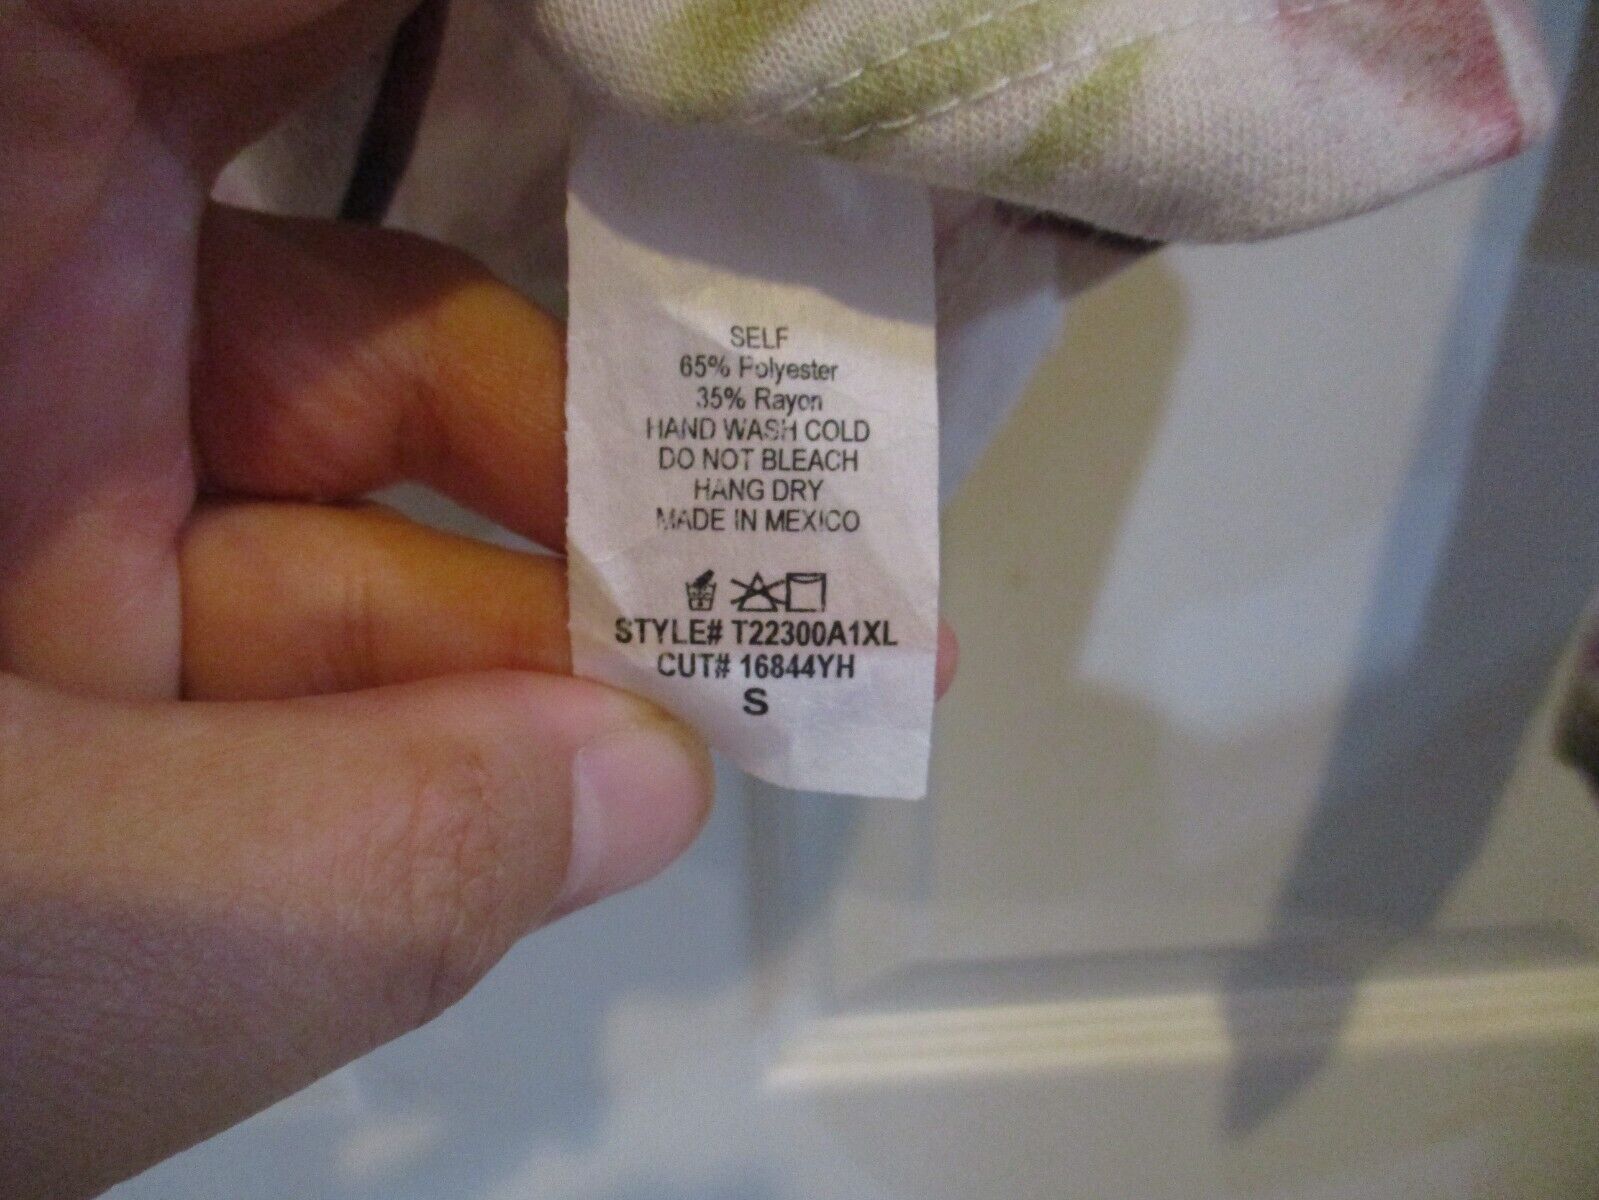 SELF
65% Polyester
35% Rayon
HAND WASH COLD
DO NOT BLEACH
HANG DRY
MADE IN MEXICO
STYLE# T22300A1XL
CUT# 16844YH
S